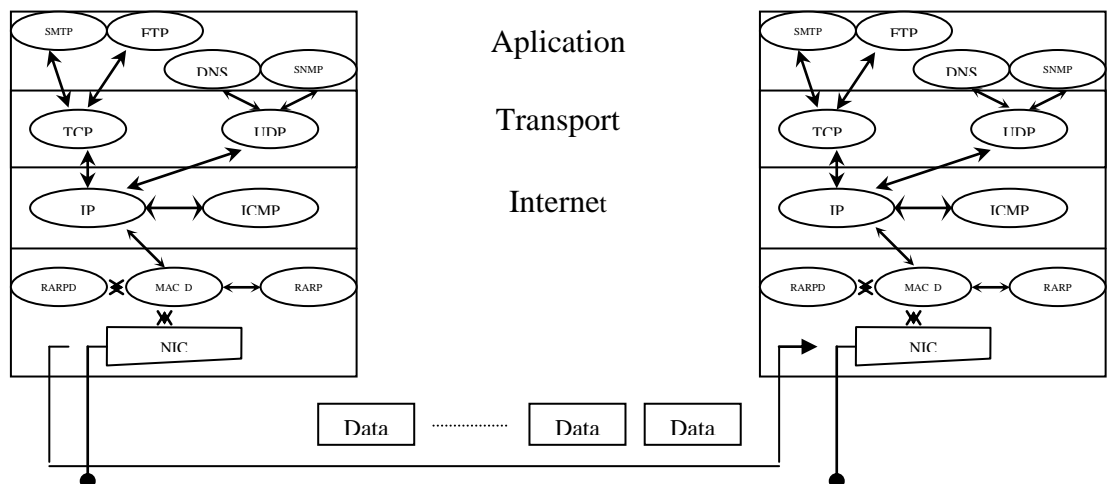 SMTP FTP
DNS SNMP
TCP UDP
IP ICMP
RARPD MAC D RARP
NIC
Aplication
Transport
Internet
SMTP FTP
DNS SNMP
TCP UDP
IP ICMP
RARPD MAC D RARP
NIC
Data Data Data